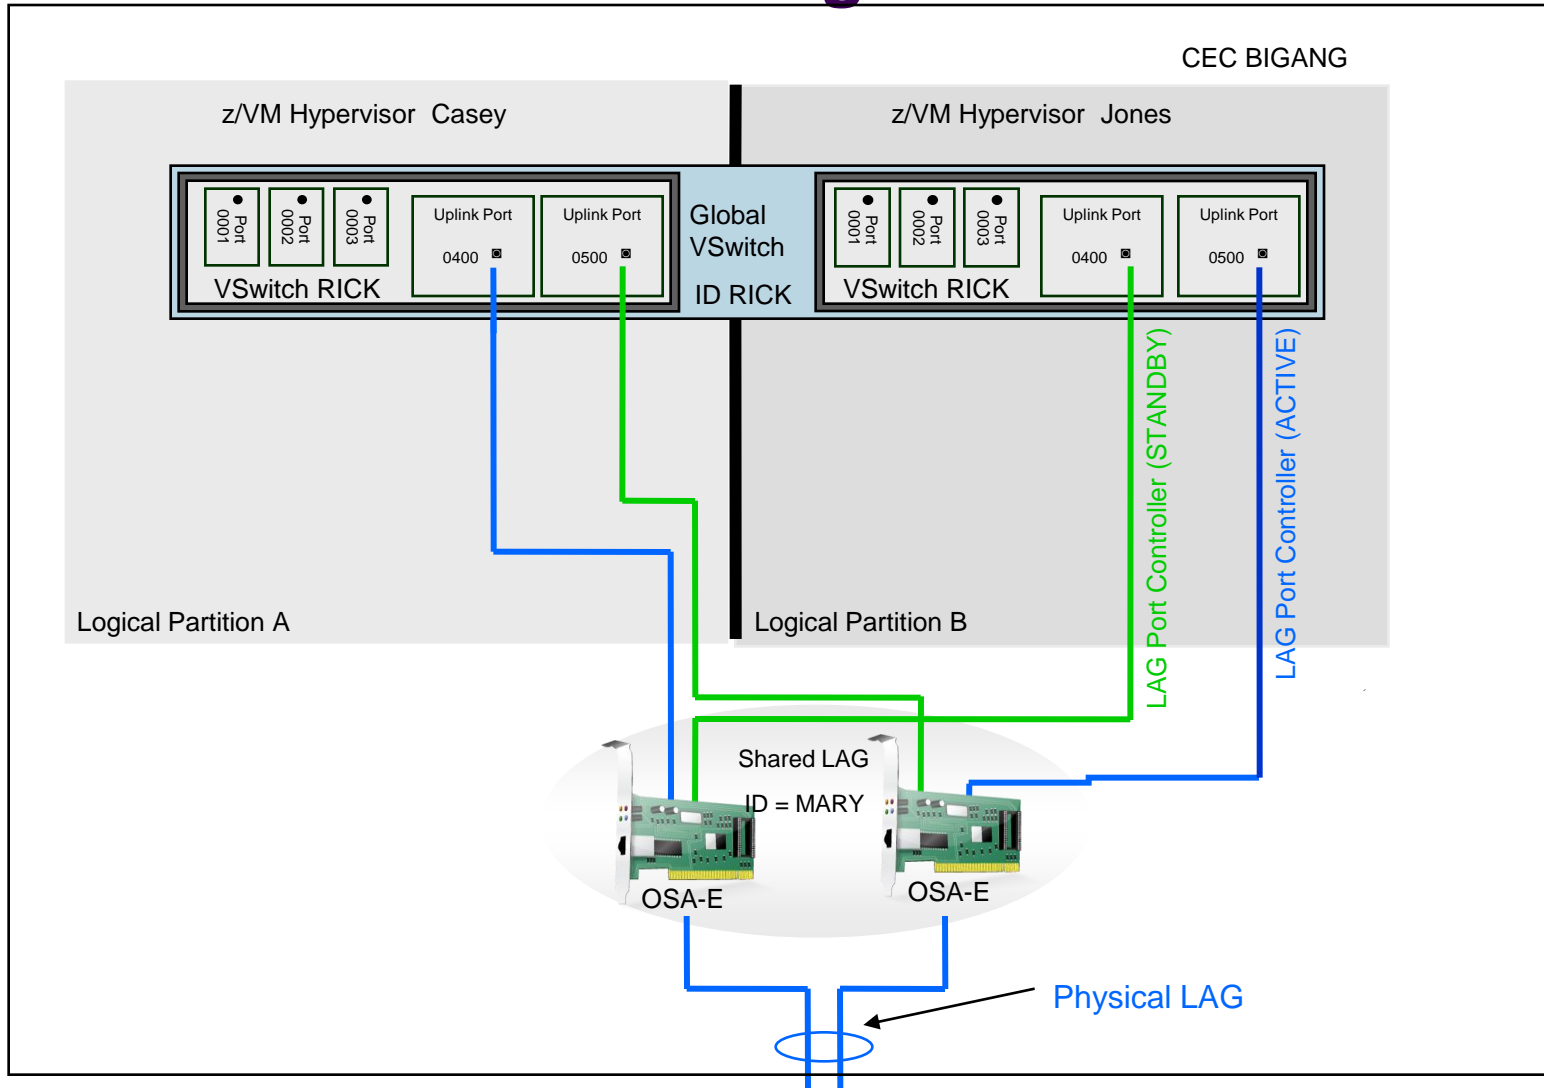 CEC BIGANG
z/VM Hypervisor Casey
z/VM Hypervisor Jones
Port
0001
Port
0002
Port
0003
Uplink Port
0400
Uplink Port
0500
VSwitch RICK
Global
VSwitch
ID RICK
Port
0001
Port
0002
Port
0003
Uplink Port
0400
Uplink Port
0500
VSwitch RICK
LAG Port Controller (STANDBY)
LAG Port Controller (ACTIVE)
Logical Partition A
Logical Partition B
Shared LAG
ID = MARY
OSA-E
OSA-E
Physical LAG